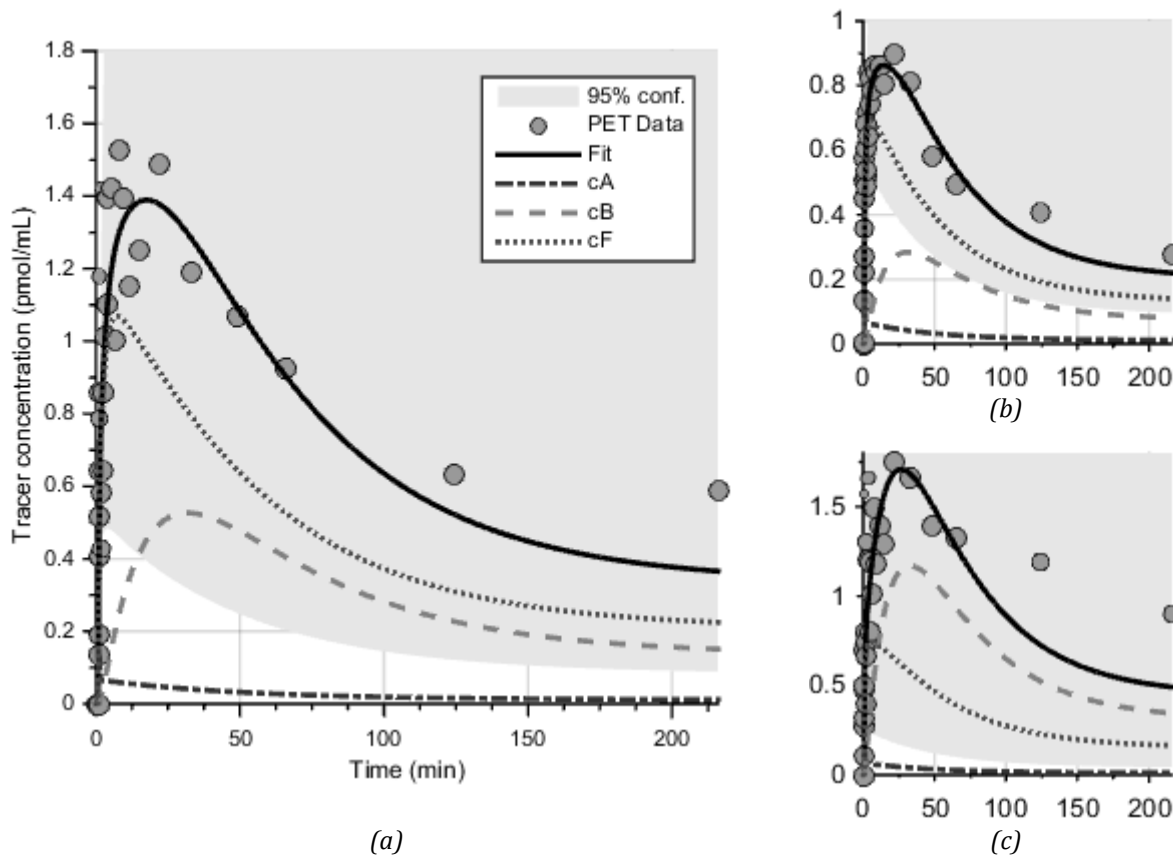 1.8
1.6
1.4
1.2
1
0.8
0.6
0.4
0.2
0
0 50 100 150 200
Tracer concentration (pmol/mL)
Time (min)
95% conf.
PET Data
Fit
cA
cB
cF
(a)
1
0.8
0.6
0.4
0.2
0
0 50 100 150 200
(b)
1.5
1
0.5
0
0 50 100 150 200
(c)